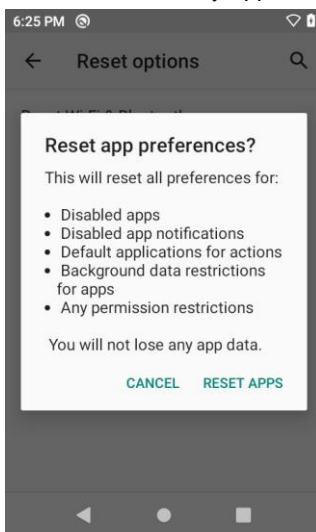 6:25 PM
Reset options
Reset app preferences?
This will reset all preferences for:
• Disabled apps
• Disabled app notifications
• Default applications for actions
• Background data restrictions
for apps
• Any permission restrictions
You will not lose any app data.
CANCEL RESET APPS